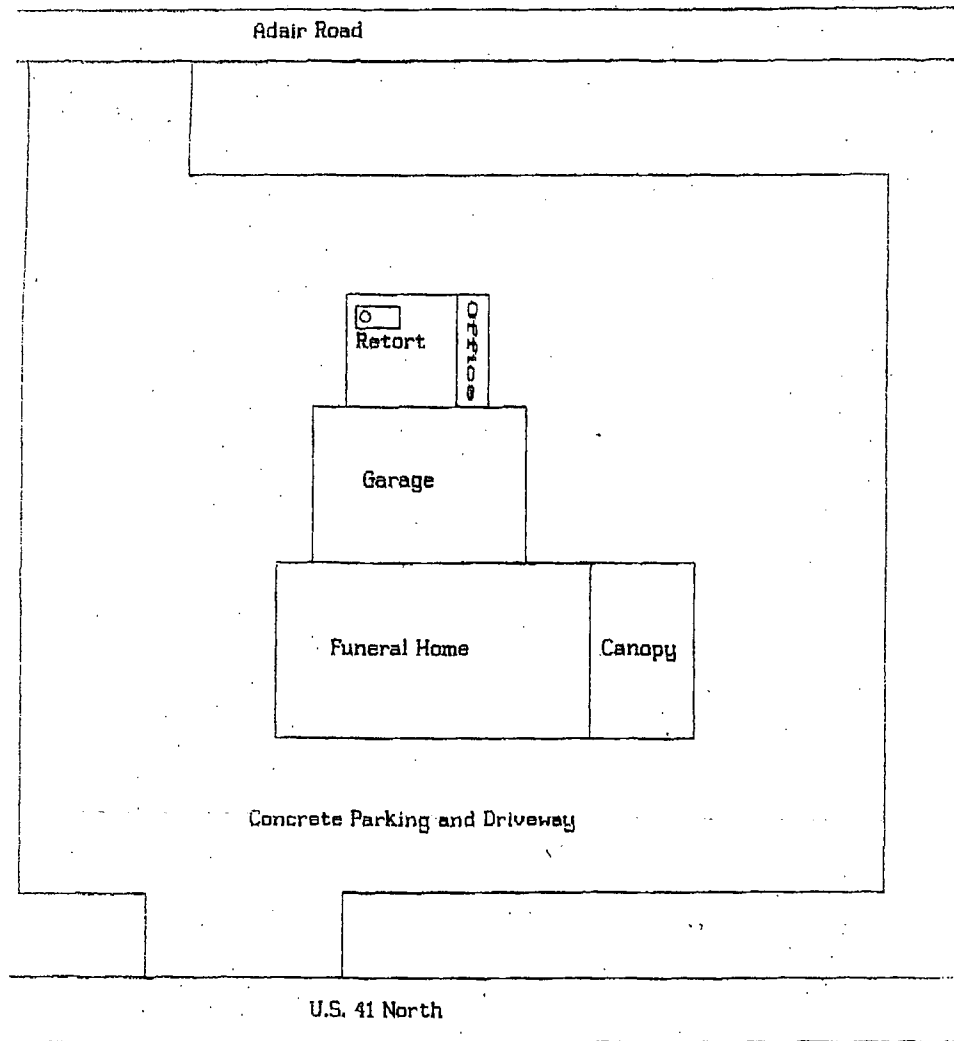 Adair Road
Retort
Office
Garage
Funeral Home
Canopy
Concrete Parking and Driveway
U.S. 41 North